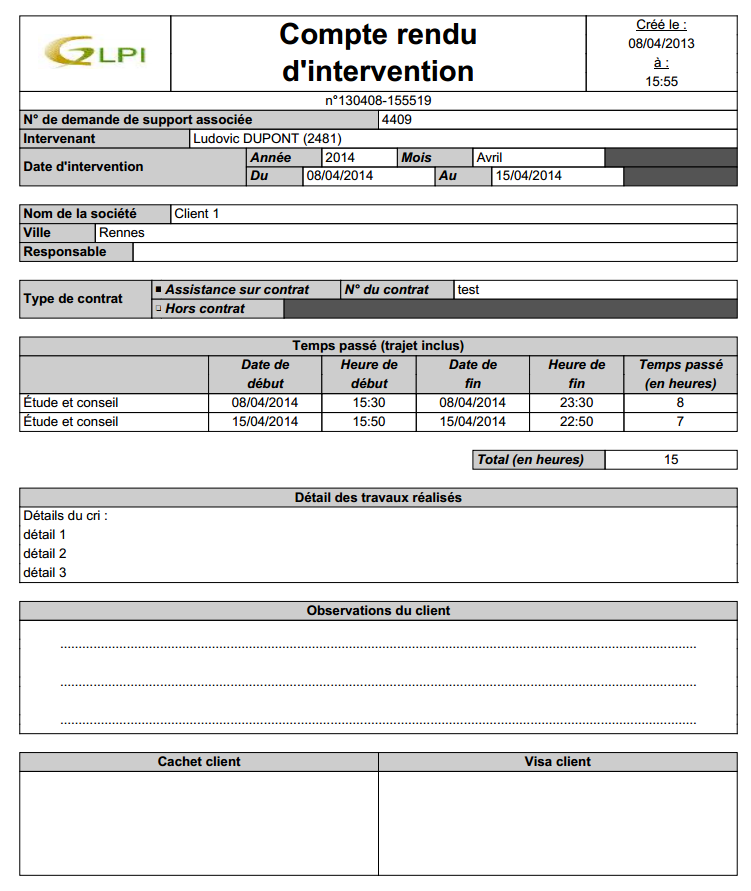 GLPI
Compte rendu
d'intervention
Créé le :
08/04/2013
à :
15:55
n°130408-155519
N° de demande de support associée 4409
Intervenant Ludovic DUPONT (2481)
Date d'intervention
Année 2014 Mois Avril
Du 08/04/2014 Au 15/04/2014
Nom de la société Client 1
Ville Rennes
Responsable
Type de contrat
■ Assistance sur contrat N° du contrat test
□ Hors contrat
Temps passé (trajet inclus)
Date de début Heure de début Date de fin Heure de fin Temps passé (en heures)
Étude et conseil 08/04/2014 15:30 08/04/2014 23:30 8
Étude et conseil 15/04/2014 15:50 15/04/2014 22:50 7
Total (en heures) 15
Détail des travaux réalisés
Détails du cri :
détail 1
détail 2
détail 3
Observations du client
Cachet client Visa client